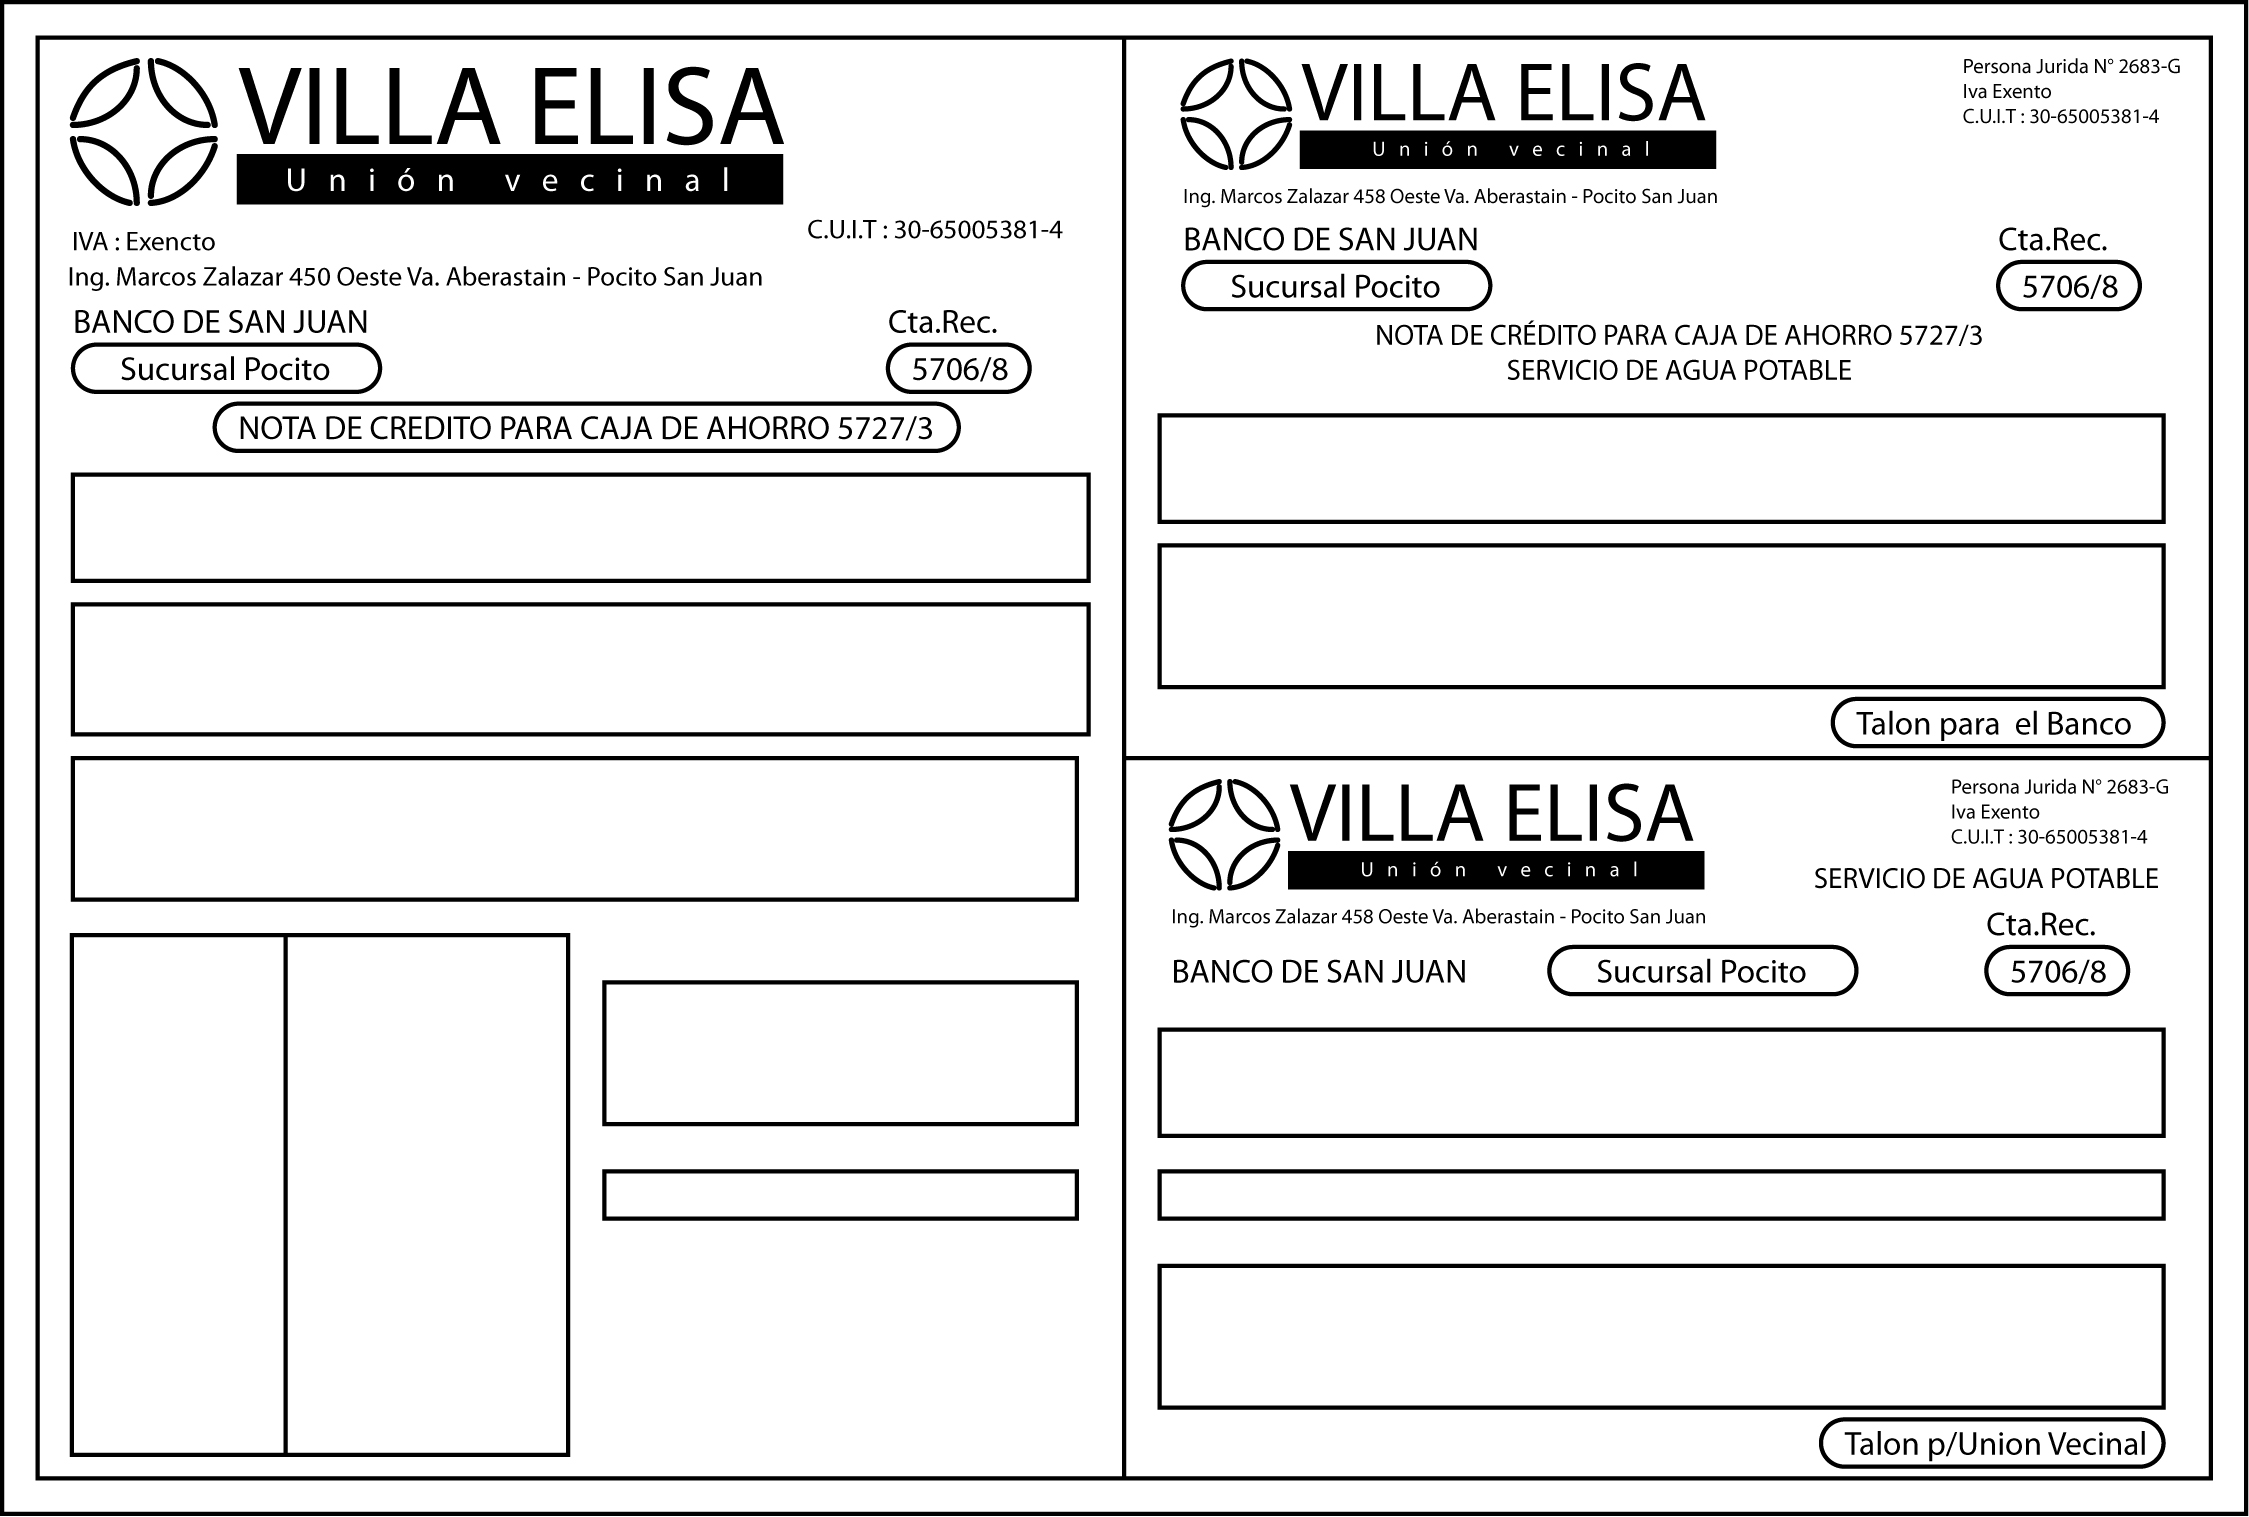 VILLA ELISA
Unión vecinal
IVA : Exencto
C.U.I.T : 30-65005381-4
Ing. Marcos Zalazar 450 Oeste Va. Aberastain - Pocito San Juan
BANCO DE SAN JUAN
Cta.Rec.
Sucursal Pocito
5706/8
NOTA DE CREDITO PARA CAJA DE AHORRO 5727/3
VILLA ELISA
Unión vecinal
Persona Jurida N° 2683-G
Iva Exento
C.U.I.T : 30-65005381-4
Ing. Marcos Zalazar 458 Oeste Va. Aberastain - Pocito San Juan
BANCO DE SAN JUAN
Cta.Rec.
Sucursal Pocito
5706/8
NOTA DE CRÉDITO PARA CAJA DE AHORRO 5727/3
SERVICIO DE AGUA POTABLE
Talon para  el Banco
VILLA ELISA
Unión vecinal
Persona Jurida N° 2683-G
Iva Exento
C.U.I.T : 30-65005381-4
SERVICIO DE AGUA POTABLE
Ing. Marcos Zalazar 458 Oeste Va. Aberastain - Pocito San Juan
Cta.Rec.
BANCO DE SAN JUAN
Sucursal Pocito
5706/8
Talon p/Union Vecinal